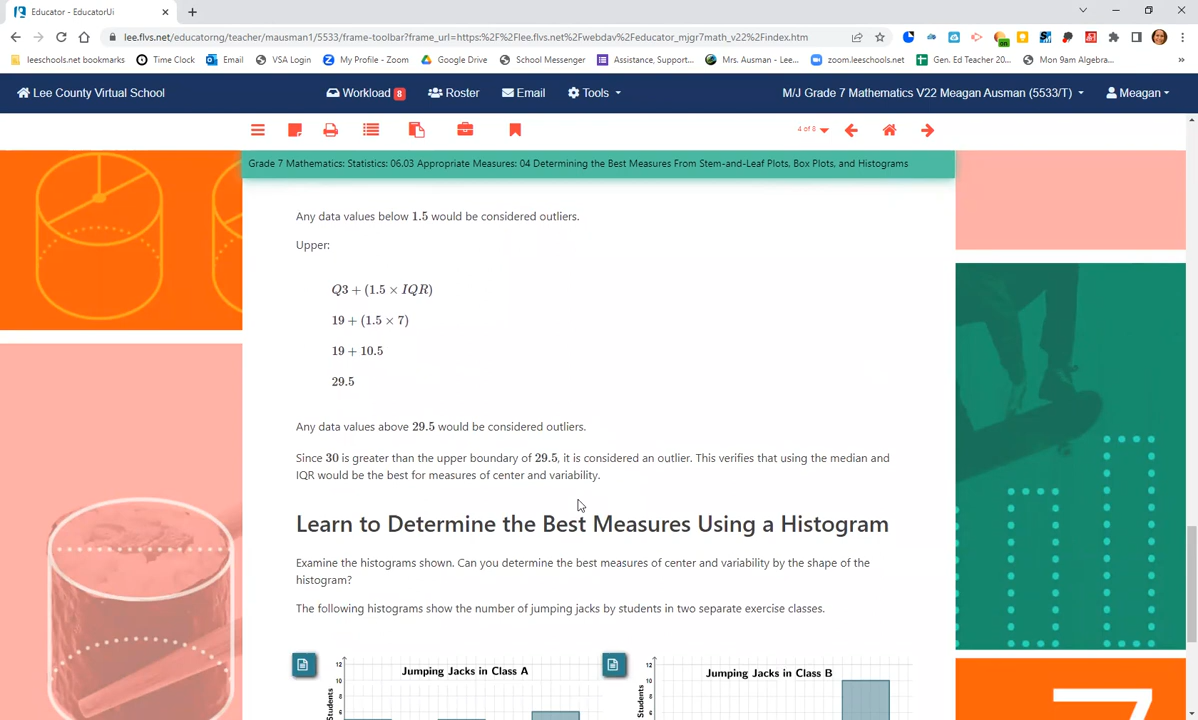 Educator - EducatorUi
lee.flvs.net/educatorng/teacher/mausman1/5533/frame-toolbar?frame_url=https:%2F%2Flee.flvs.net%2Fwebdav%2Feducator_mjgr7math_v22%2Findex.htm
leeschools.net bookmarks
Time Clock
Email
VSA Login
My Profile - Zoom
Google Drive
School Messenger
Assistance, Support...
Mrs. Ausman - Lee...
zoom.leeschools.net
Gen. Ed Teacher 20...
Mon 9am Algebra...
Lee County Virtual School
Workload 8
Roster
Email
Tools
M/J Grade 7 Mathematics V22 Meagan Ausman (5533/T)
Meagan
4 of 8
Grade 7 Mathematics: Statistics: 06.03 Appropriate Measures: 04 Determining the Best Measures From Stem-and-Leaf Plots, Box Plots, and Histograms
Any data values below 1.5 would be considered outliers.
Upper:
Q3 + (1.5 × IQR)
19 + (1.5 × 7)
19 + 10.5
29.5
Any data values above 29.5 would be considered outliers.
Since 30 is greater than the upper boundary of 29.5, it is considered an outlier. This verifies that using the median and
IQR would be the best for measures of center and variability.
Learn to Determine the Best Measures Using a Histogram
Examine the histograms shown. Can you determine the best measures of center and variability by the shape of the
histogram?
The following histograms show the number of jumping jacks by students in two separate exercise classes.
Jumping Jacks in Class A
12
10
8
6
Students
Jumping Jacks in Class B
12
10
8
6
Students
7